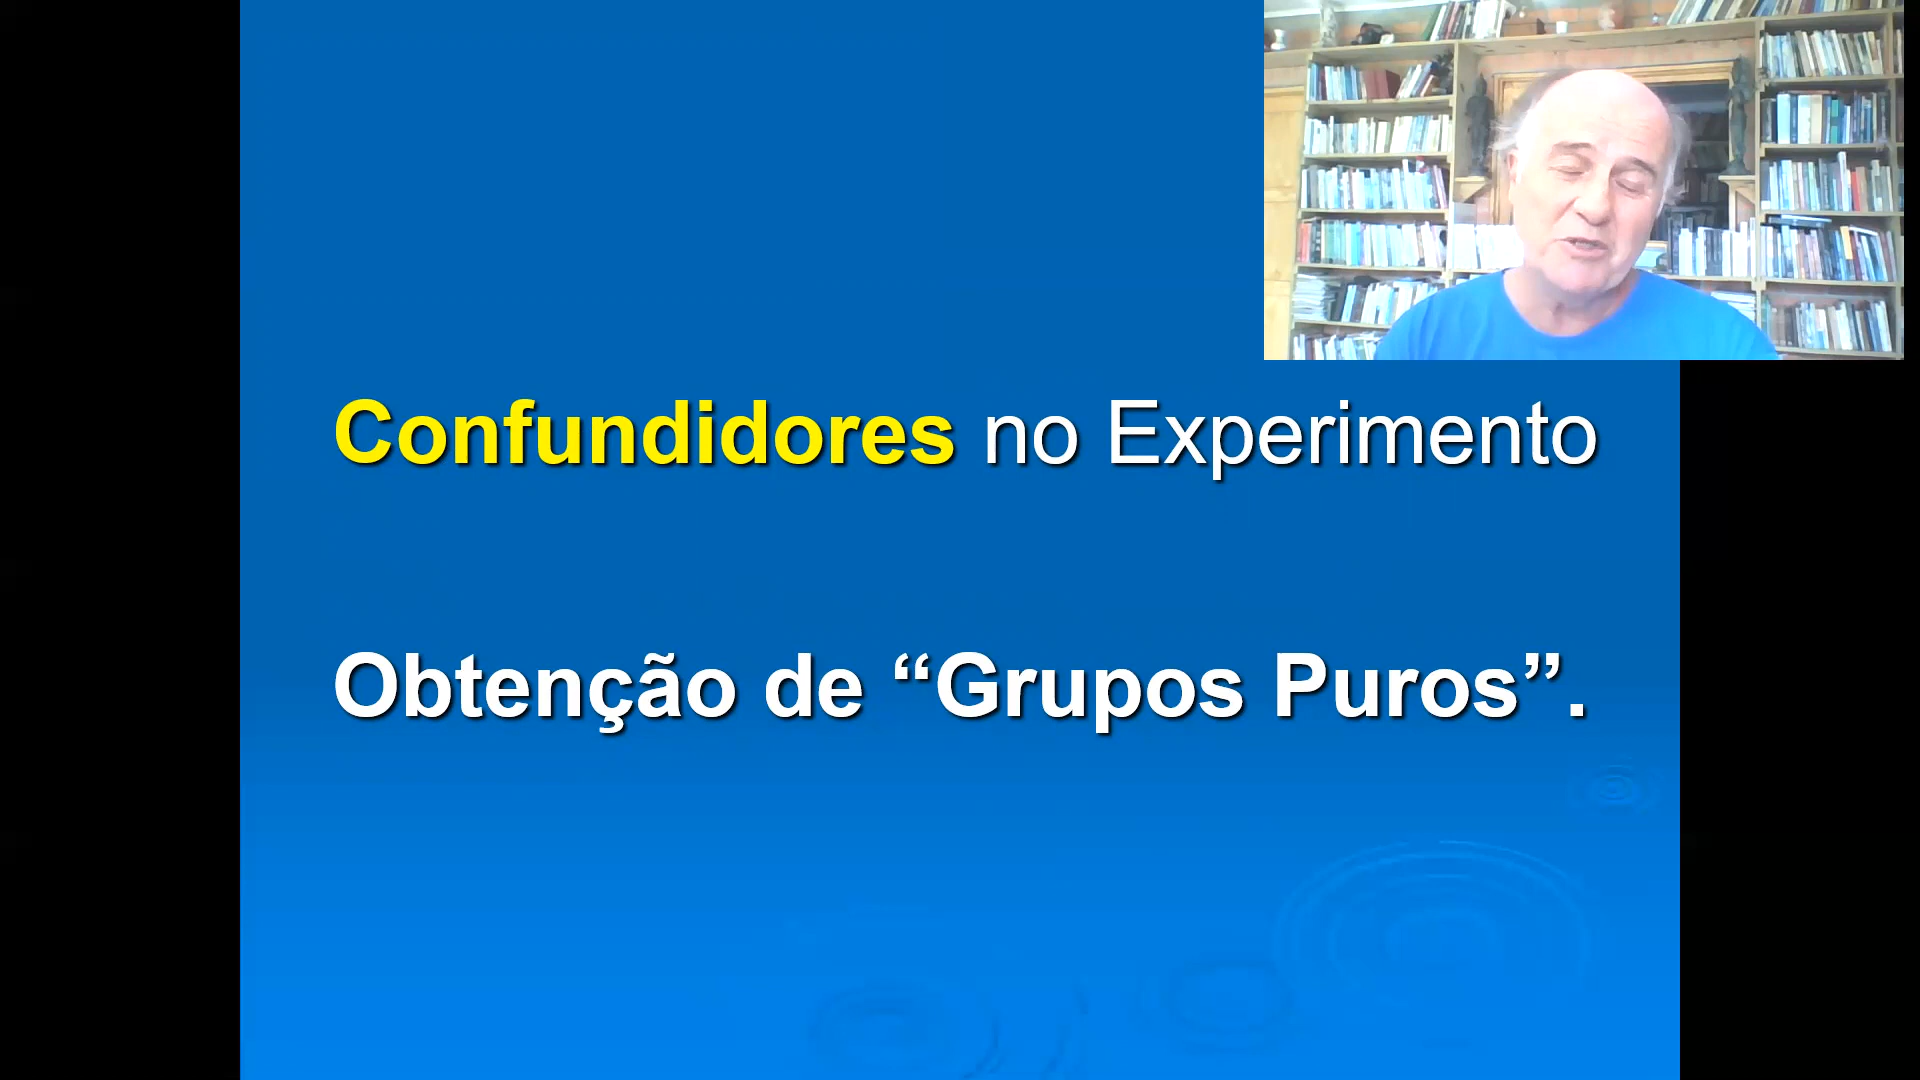 Confundidores no Experimento
Obtenção de “Grupos Puros”.